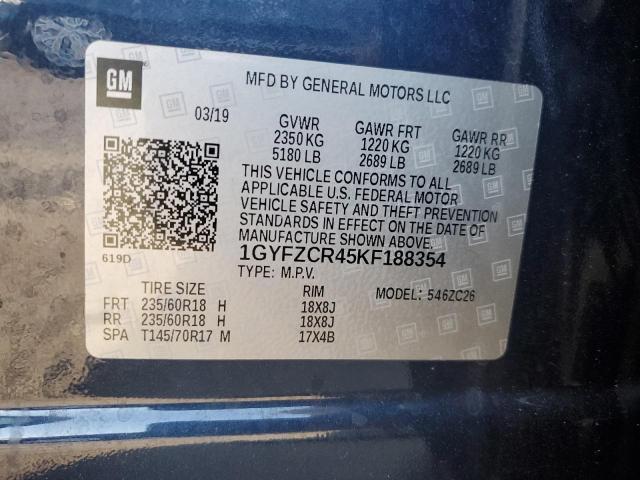 GM
MFD BY GENERAL MOTORS LLC
03/19
GVWR GAWR FRT GAWR RR
2350 KG 1220 KG 1220 KG
5180 LB 2689 LB 2689 LB
THIS VEHICLE CONFORMS TO ALL
APPLICABLE U.S. FEDERAL MOTOR
VEHICLE SAFETY AND THEFT PREVENTION
STANDARDS IN EFFECT ON THE DATE OF
MANUFACTURE SHOWN ABOVE.
619D
1GYFZCR45KF188354
TYPE: M.P.V.
TIRE SIZE RIM MODEL: 546ZC26
FRT 235/60R18 H 18X8J
RR 235/60R18 H 18X8J
SPA T145/70R17 M 17X4B